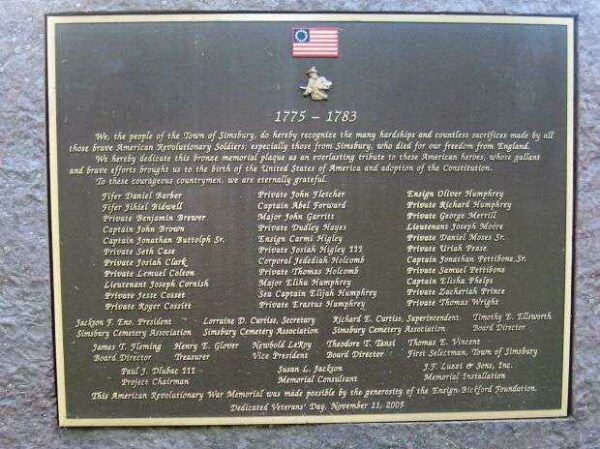 1775 – 1783
We, the people of the Town of Simsbury, do hereby recognize the many hardships and countless sacrifices made by all
those brave American Revolutionary Soldiers; especially those from Simsbury, who died for our freedom from England.
We hereby dedicate this bronze memorial plaque as an everlasting tribute to these American heroes, whose gallant
and brave efforts brought us to the birth of the United States of America and adoption of the Constitution.
To these courageous countrymen, we are eternally grateful.
Fifer Daniel Barber Private John Fletcher Ensign Oliver Humphrey
Fifer Jihiel Bidwell Captain Abel Forward Private Richard Humphrey
Private Benjamin Brewer Major John Garritt Private George Merrill
Captain John Brown Private Dudley Hayes Lieutenant Joseph Moore
Captain Jonathan Buttolph Sr. Ensign Carmi Higley Private Daniel Moses Sr.
Private Seth Case Private Josiah Higley III Private Uriah Pease
Private Josiah Clark Corporal Jedediah Holcomb Captain Jonathan Pettibone, Sr.
Private Lemuel Colton Private Thomas Holcomb Private Samuel Pettibone
Lieutenant Joseph Cornish Major Elihu Humphrey Captain Elisha Phelps
Private Jesse Cosset Sea Captain Elijah Humphrey Private Zacheriah Prince
Private Roger Cossitt Private Erastus Humphrey Private Thomas Wright
Jackson F. Eno, President Lorraine D. Curtiss, Secretary Richard E. Curtiss, Superintendent Timothy E. Ellsworth
Simsbury Cemetery Association Simsbury Cemetery Association Simsbury Cemetery Association Board Director
James T. Fleming Henry E. Glover Newbold LeRoy Theodore T. Tansi Thomas E. Vincent
Board Director Treasurer Vice President Board Director First Selectman, Town of Simsbury
Paul J. Dlubac III Susan L. Jackson J.F. Luzzi & Sons, Inc.
Project Chairman Memorial Consultant Memorial Installation
This American Revolutionary War Memorial was made possible by the generosity of the Ensign-Bickford Foundation.
Dedicated Veterans' Day, November 11, 2005